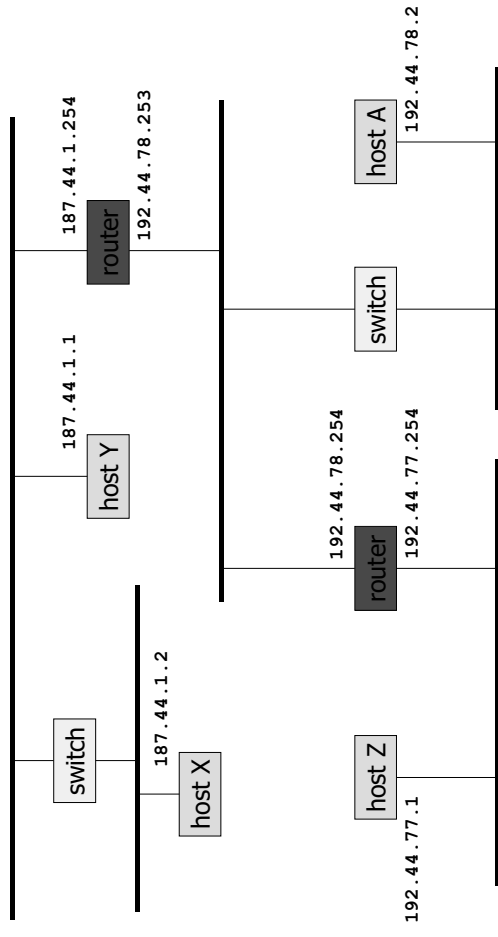 187.44.1.254
router
192.44.78.253
187.44.1.1
host Y
switch
187.44.1.2
host X
192.44.78.254
router
192.44.77.254
switch
host A
192.44.78.2
host Z
192.44.77.1